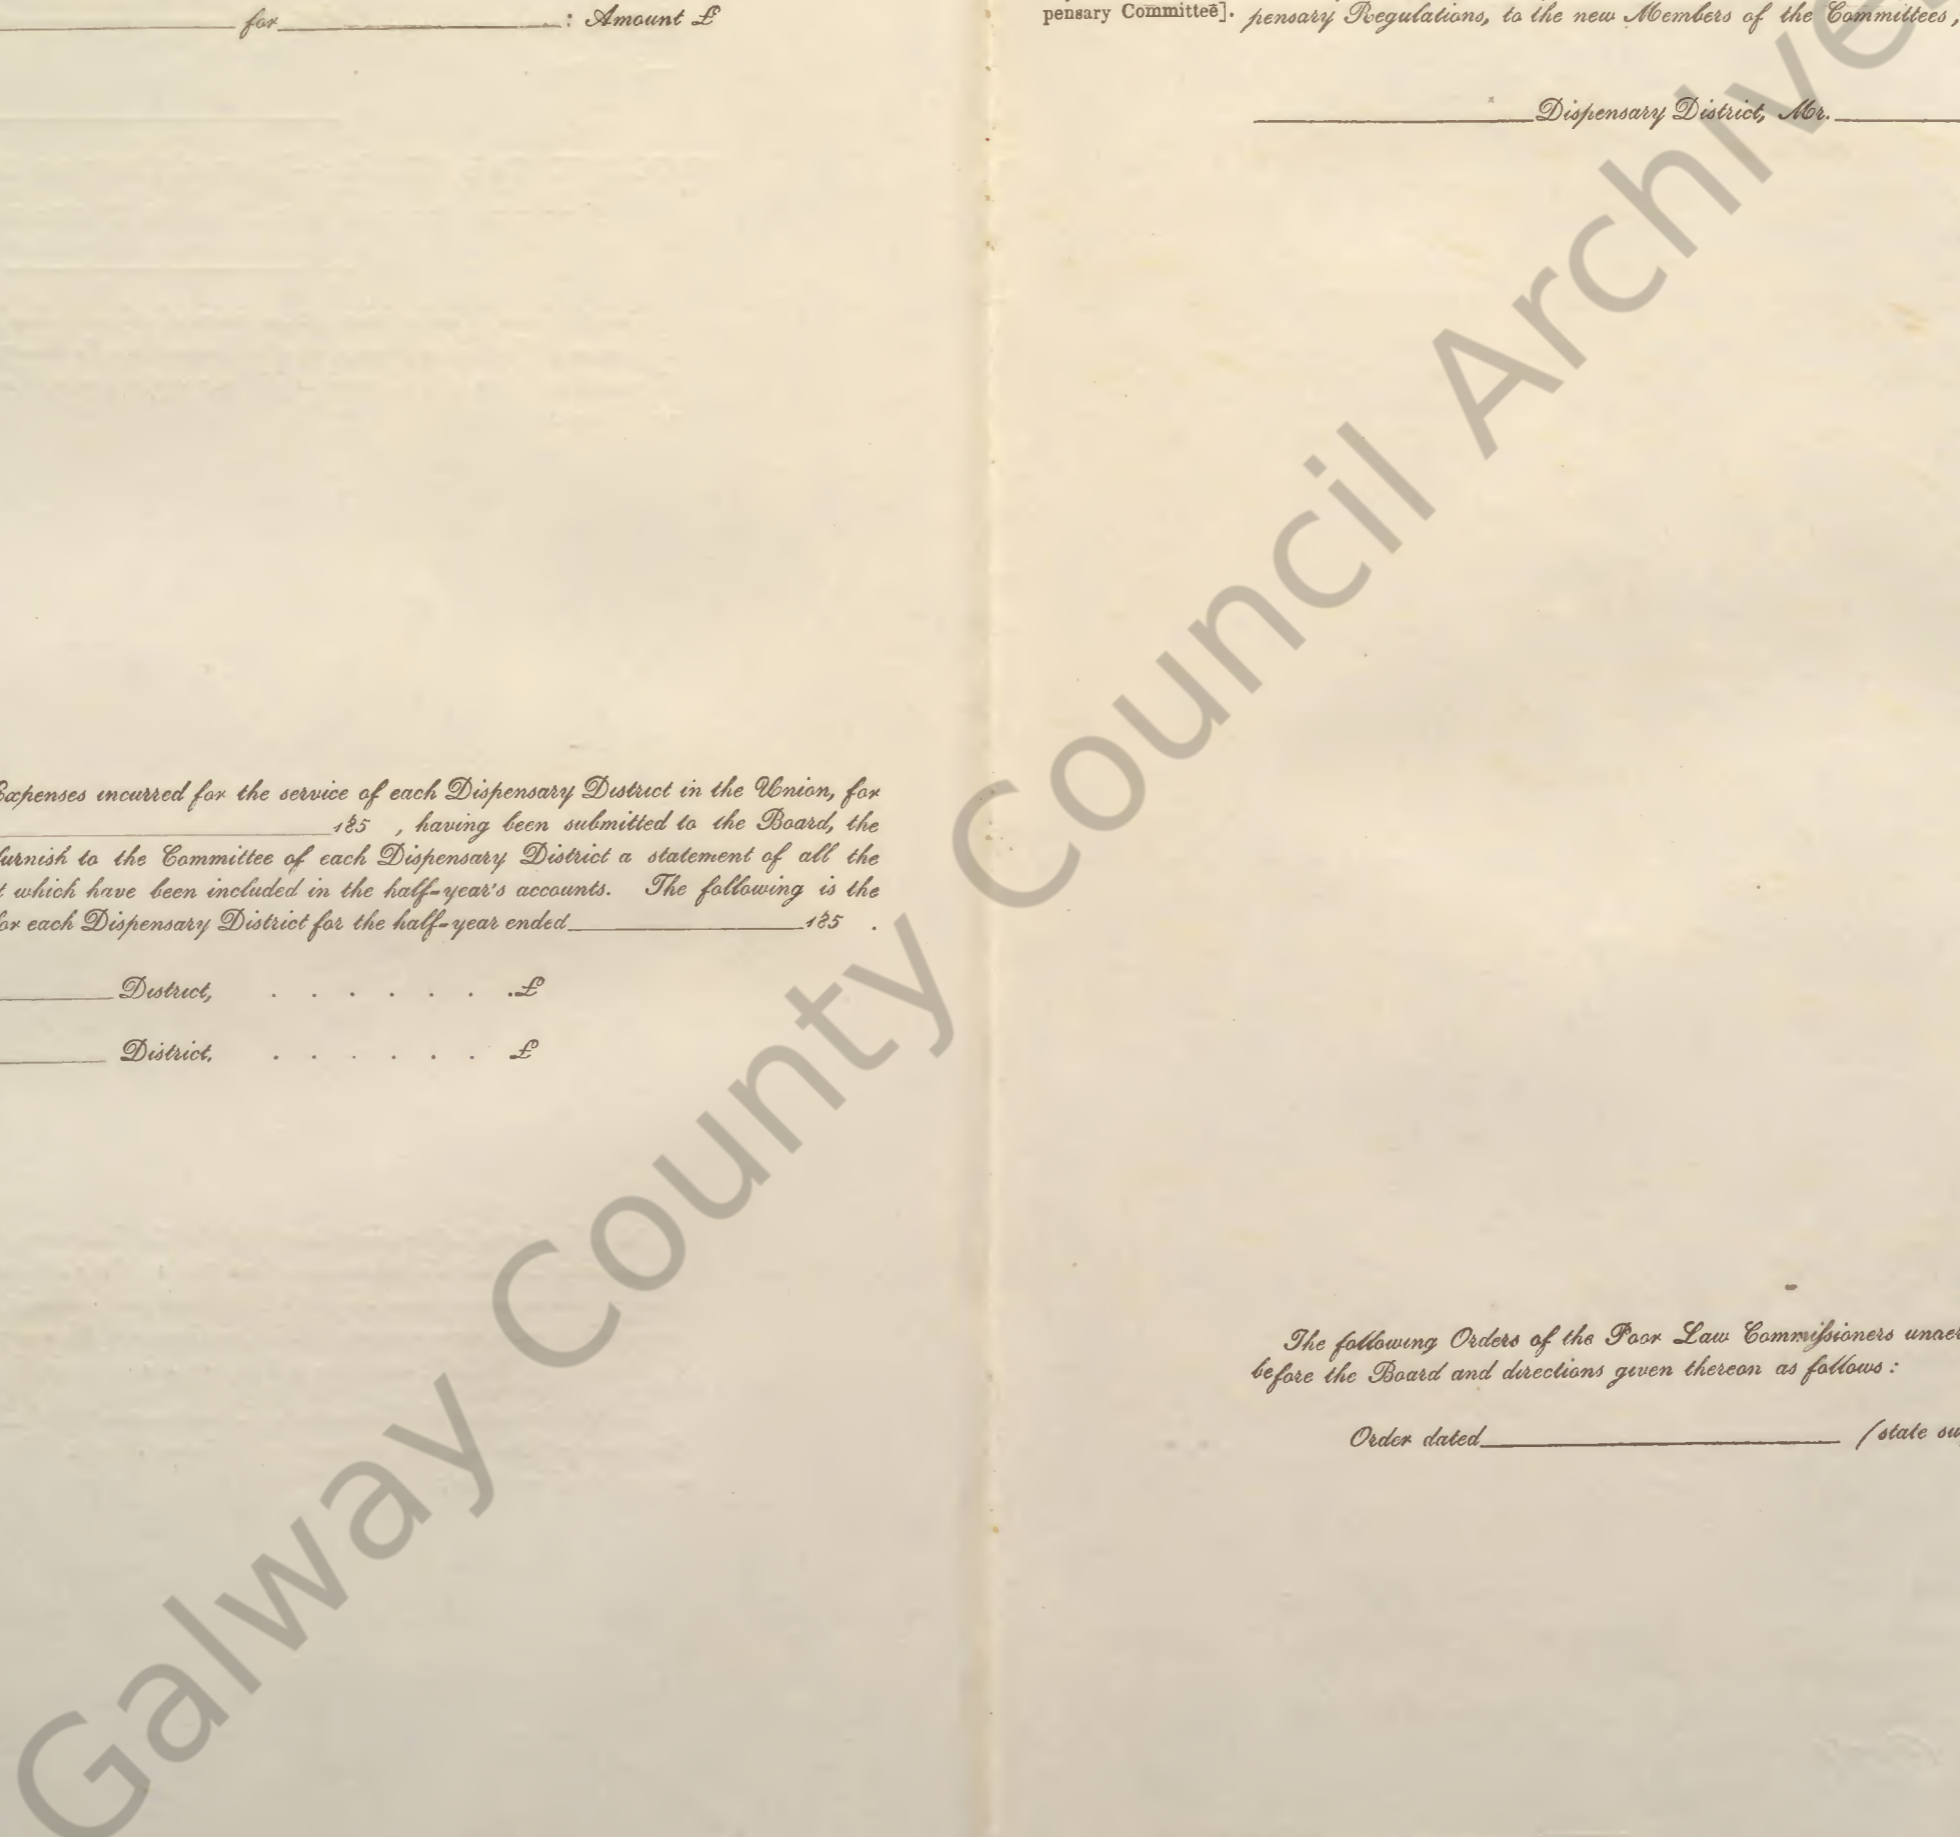 for : Amount £
Expenses incurred for the service of each Dispensary District in the Union, for
185 , having been submitted to the Board, the
furnish to the Committee of each Dispensary District a statement of all the
which have been included in the half-year's accounts. The following is the
for each Dispensary District for the half-year ended 185 .
District, . . . . . . . £
District. . . . . . . £
pensary Committee]. pensary Regulations, to the new Members of the Committees,
Dispensary District, Mr.
The following Orders of the Poor Law Commissioners under
before the Board and directions given thereon as follows :
Order dated (state
Galway County Council Archives